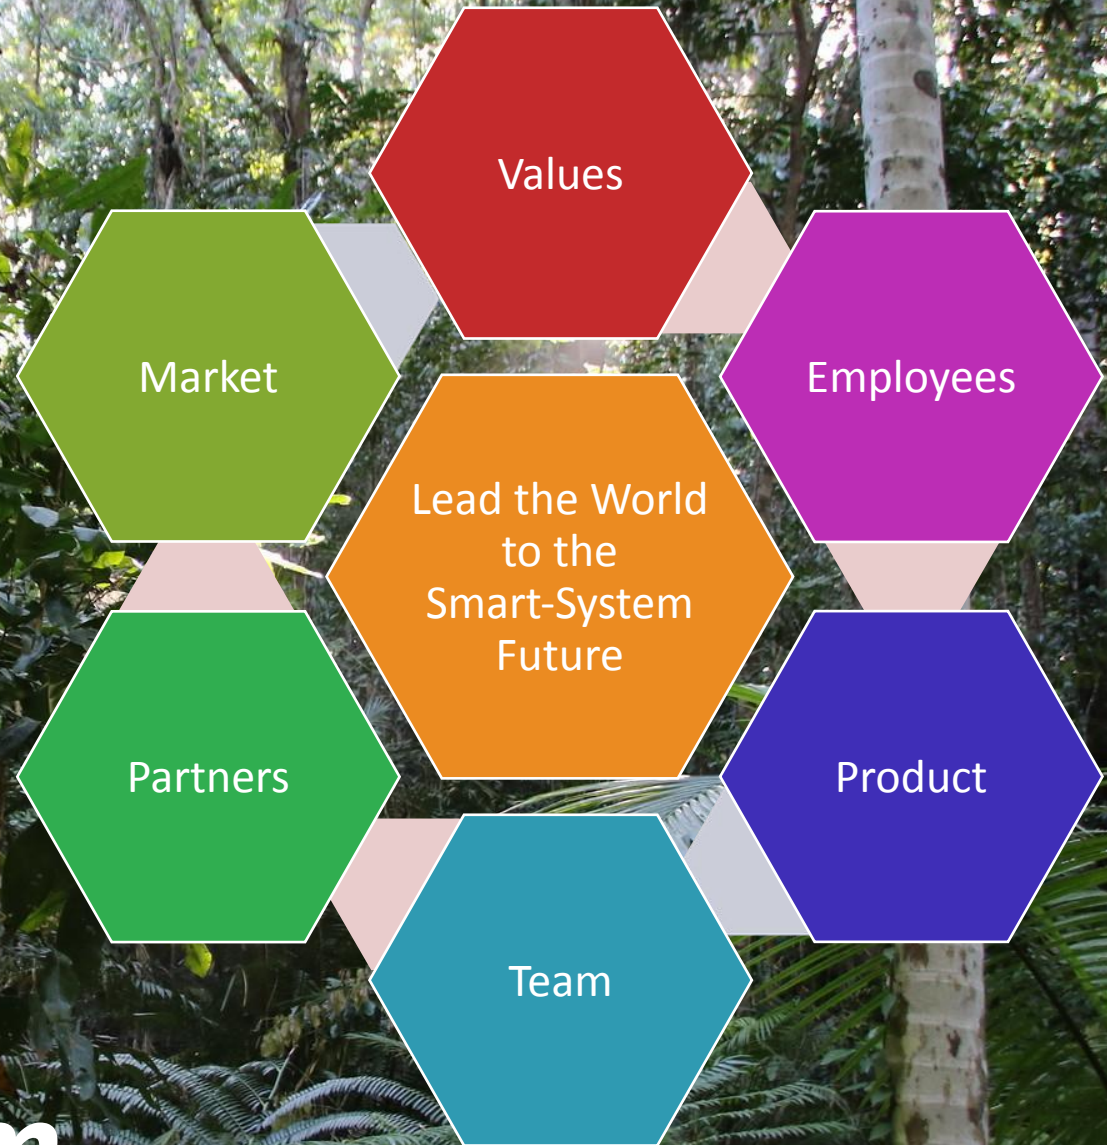 Values
Market
Employees
Lead the World
to the
Smart-System
Future
Partners
Product
Team